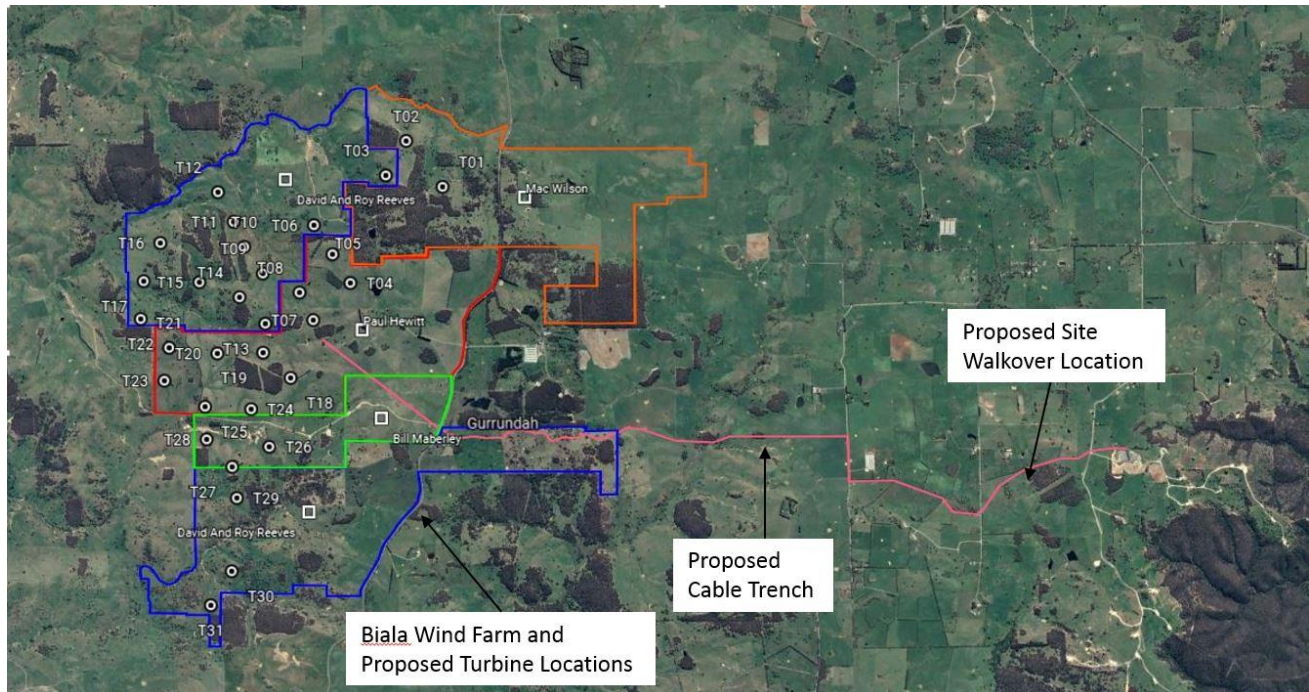 T02
T03
T01
T12
Mac Wilson
David And Roy Reeves
T11
T10
T06
T16
T09
T05
T08
T15
T14
T04
T17
T21
T07
Paul Hewitt
T22
T20
T13
T23
T19
T18
T24
Gurrundah
T28
T25
T26
Bill Maberley
T27
T29
David And Roy Reeves
T30
T31
Proposed Site
Walkover Location
Proposed
Cable Trench
Biala Wind Farm and
Proposed Turbine Locations